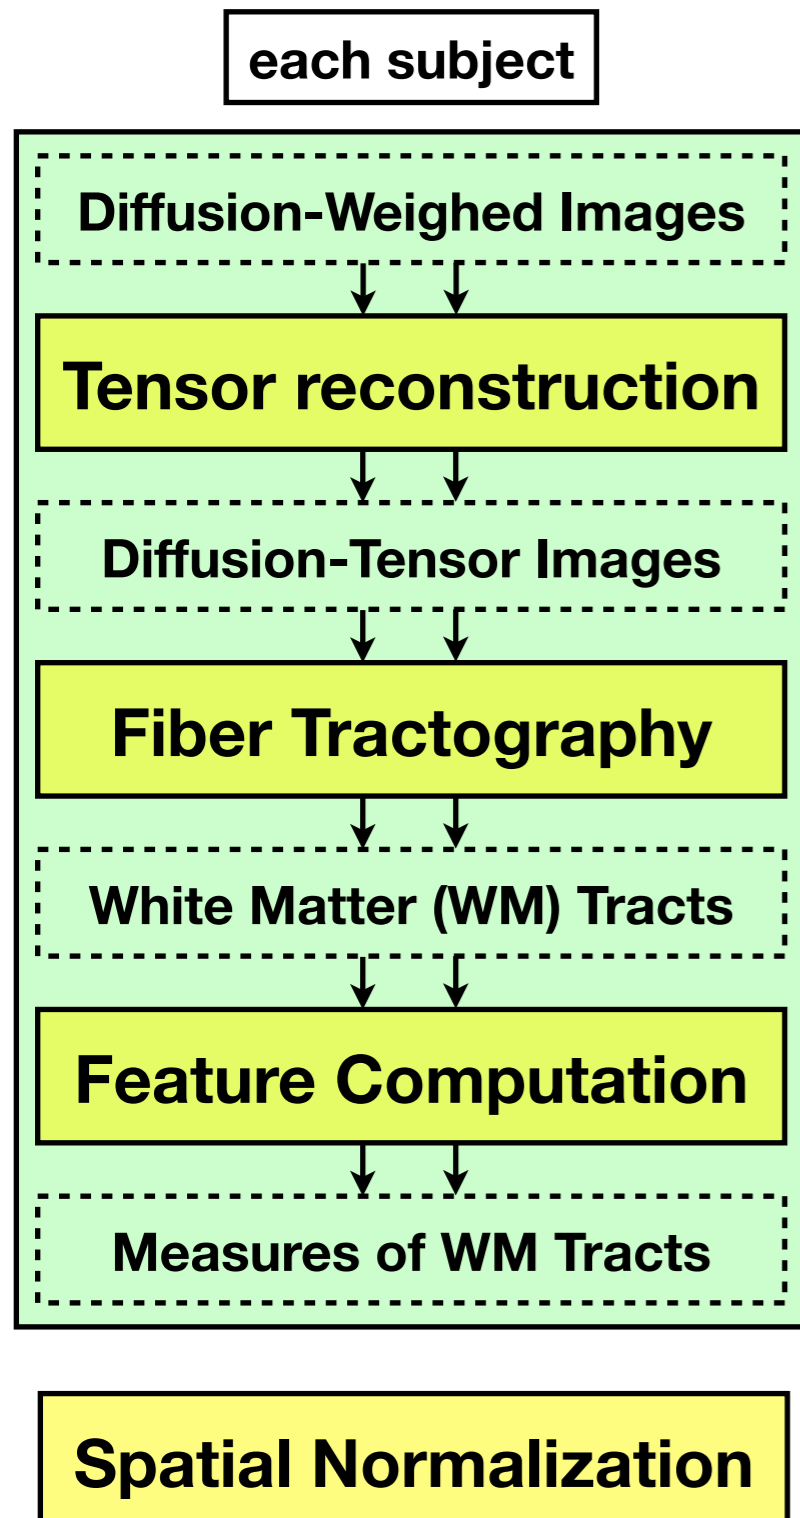 each subject
Diffusion-Weighed Images
Tensor reconstruction
Diffusion-Tensor Images
Fiber Tractography
White Matter (WM) Tracts
Feature Computation
Measures of WM Tracts
Spatial Normalization